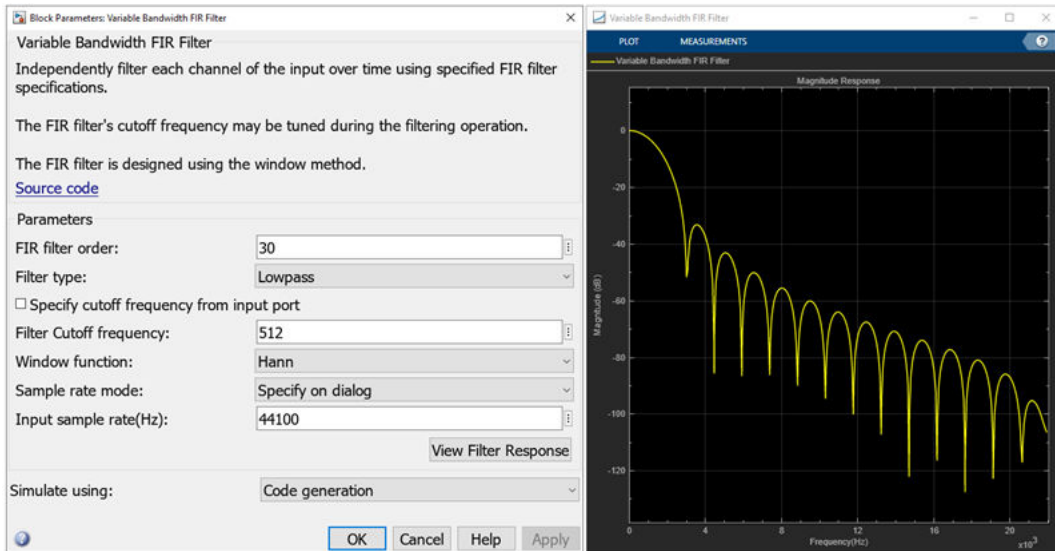 Block Parameters: Variable Bandwidth FIR Filter
Variable Bandwidth FIR Filter
Independently filter each channel of the input over time using specified FIR filter
specifications.
The FIR filter's cutoff frequency may be tuned during the filtering operation.
The FIR filter is designed using the window method.
Source code
Parameters
FIR filter order:
30
Filter type:
Lowpass
Specify cutoff frequency from input port
Filter Cutoff frequency:
512
Window function:
Hann
Sample rate mode:
Specify on dialog
Input sample rate(Hz):
44100
View Filter Response
Simulate using:
Code generation
OK
Cancel
Help
Apply
Variable Bandwidth FIR Filter
PLOT
MEASUREMENTS
?
Variable Bandwidth FIR Filter
Magnitude Response
Magnitude (dB)
0
-20
-40
-60
-80
-100
-120
0
4
8
12
16
20
x10³
Frequency(Hz)